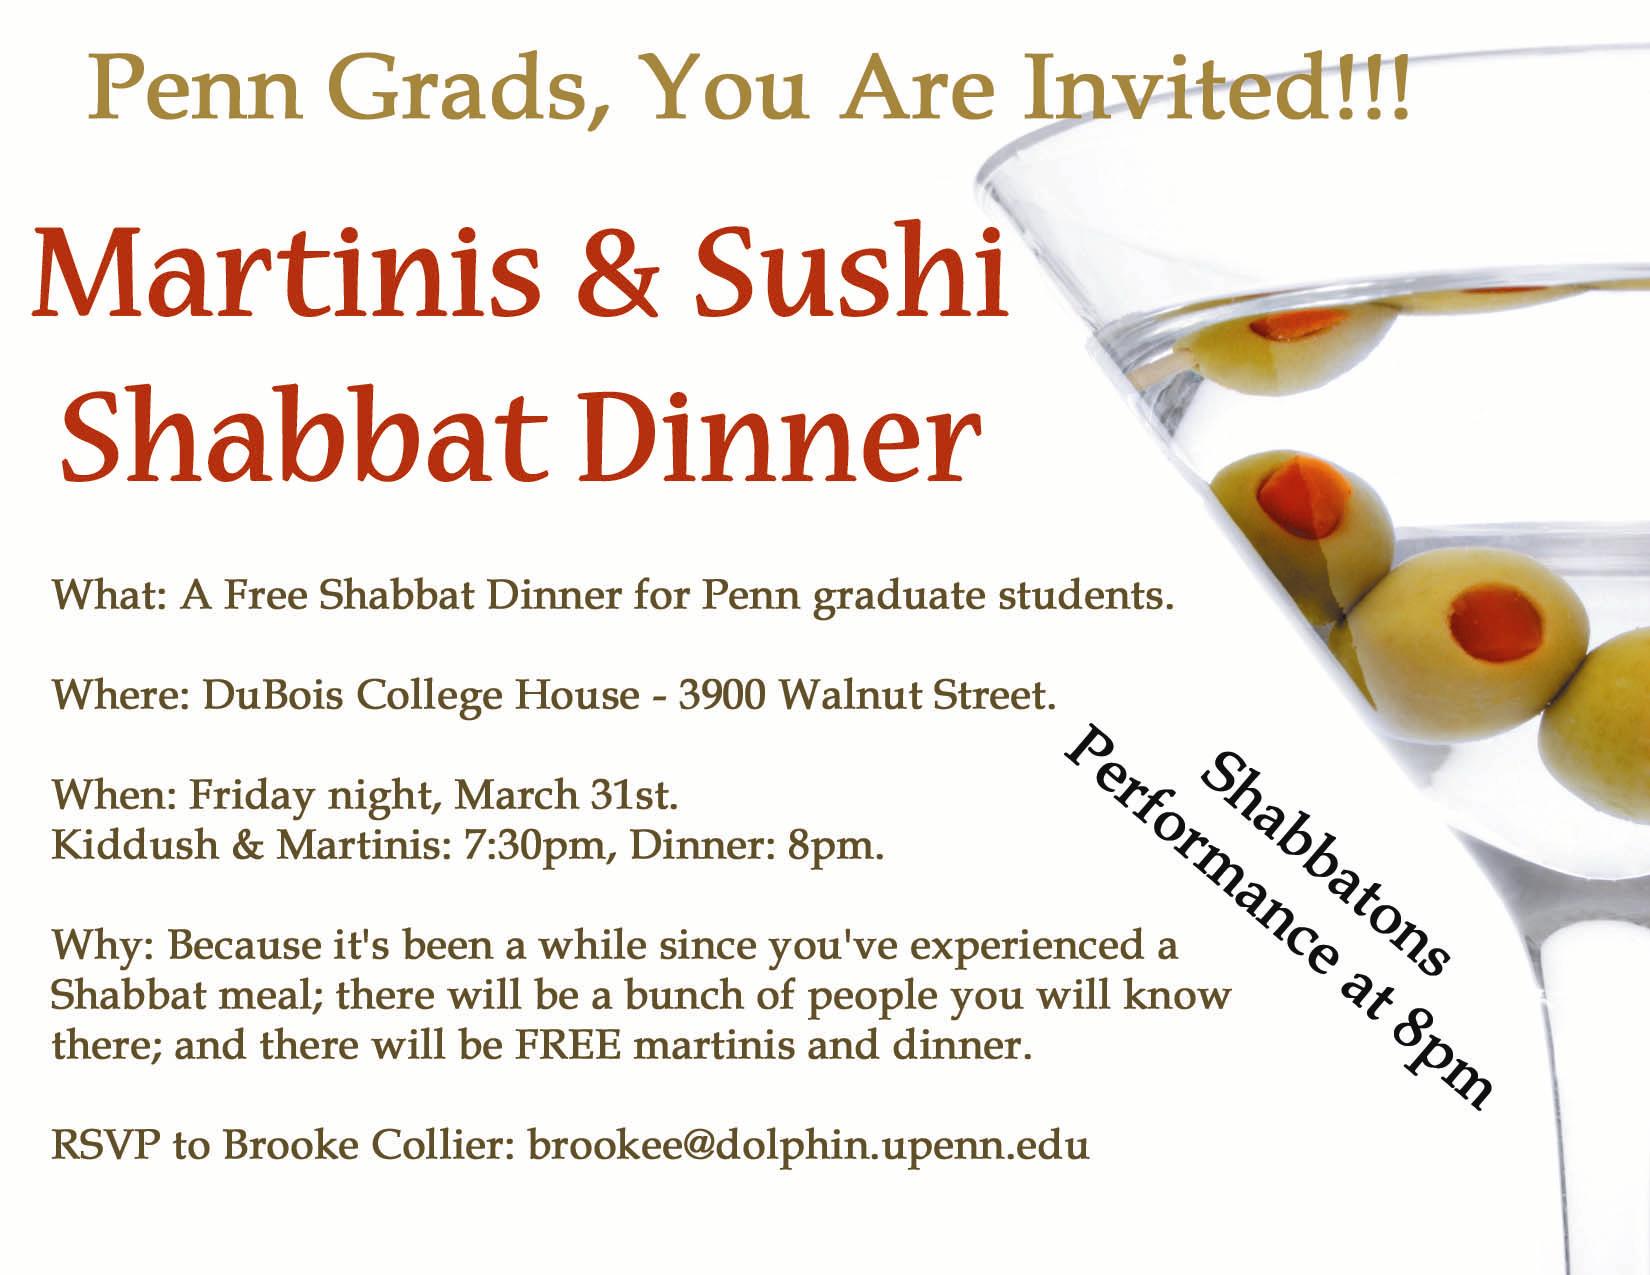 Penn Grads, You Are Invited!!!
Martinis & Sushi
Shabbat Dinner
What: A Free Shabbat Dinner for Penn graduate students.
Where: DuBois College House - 3900 Walnut Street.
When: Friday night, March 31st.
Kiddush & Martinis: 7:30pm, Dinner: 8pm.
Why: Because it's been a while since you've experienced a
Shabbat meal; there will be a bunch of people you will know
there; and there will be FREE martinis and dinner.
RSVP to Brooke Collier: brookee@dolphin.upenn.edu
Shabbatons
Performance at 8pm